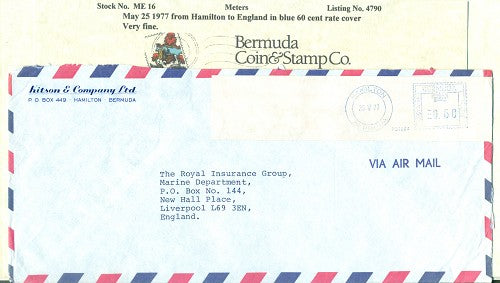 Stock No. ME 16 Meters Listing No. 4790
May 25 1977 from Hamilton to England in blue 60 cent rate cover
Very fine.
Bermuda
Coin & Stamp Co.
Kitson & Company Ltd.
P O BOX 449 HAMILTON BERMUDA
HAMILTON
VIA AIR MAIL
The Royal Insurance Group,
Marine Department,
P.O. Box No. 144,
New Hall Place,
Liverpool L69 3EN,
England.